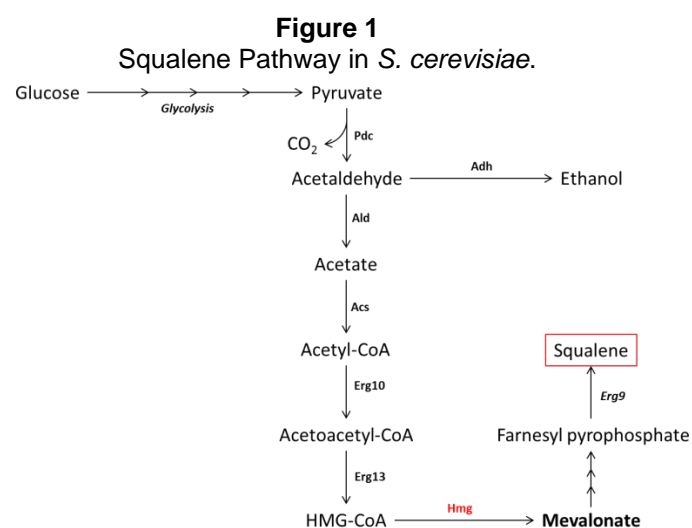 Figure 1
Squalene Pathway in S. cerevisiae.
Glucose
Glycolysis
Pyruvate
CO2
Pdc
Acetaldehyde
Adh
Ethanol
Ald
Acetate
Acs
Acetyl-CoA
Squalene
Erg10
Erg9
Acetoacetyl-CoA
Farnesyl pyrophosphate
Erg13
HMG-CoA
Hmg
Mevalonate